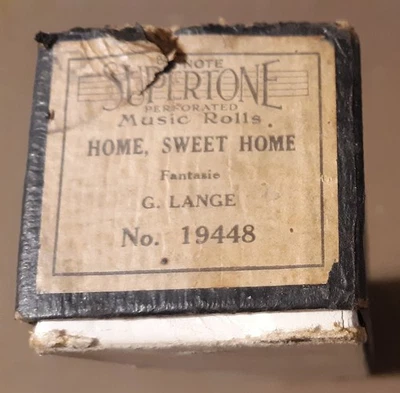 NOTE
SUPERTONE
PERFORATED
Music Rolls.
HOME, SWEET HOME
Fantasie
G. LANGE
No. 19448